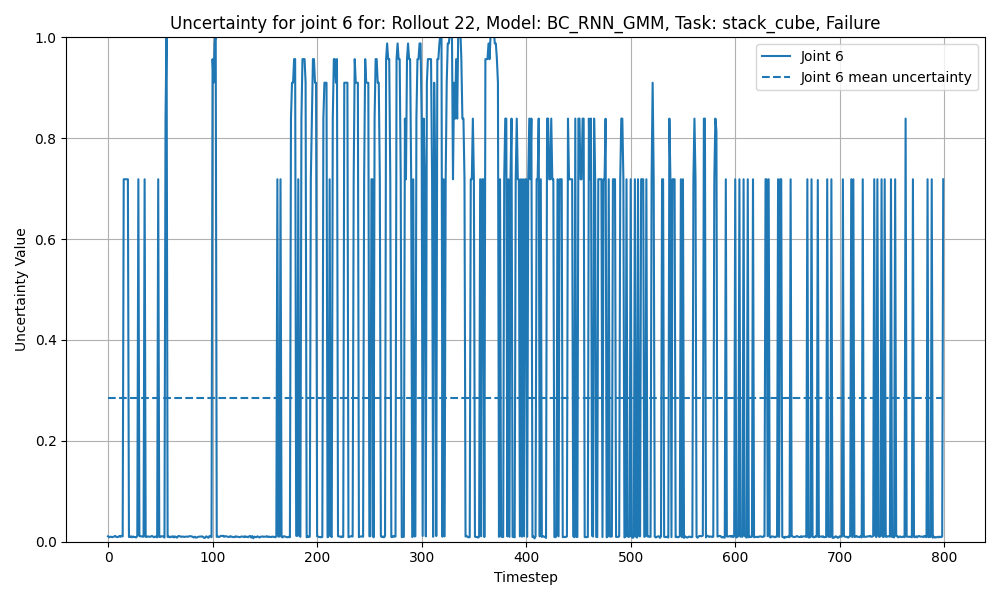 Uncertainty for joint 6 for: Rollout 22, Model: BC_RNN_GMM, Task: stack_cube, Failure
Joint 6
Joint 6 mean uncertainty
Uncertainty Value
1.0
0.8
0.6
0.4
0.2
0.0
0 100 200 300 400 500 600 700 800
Timestep